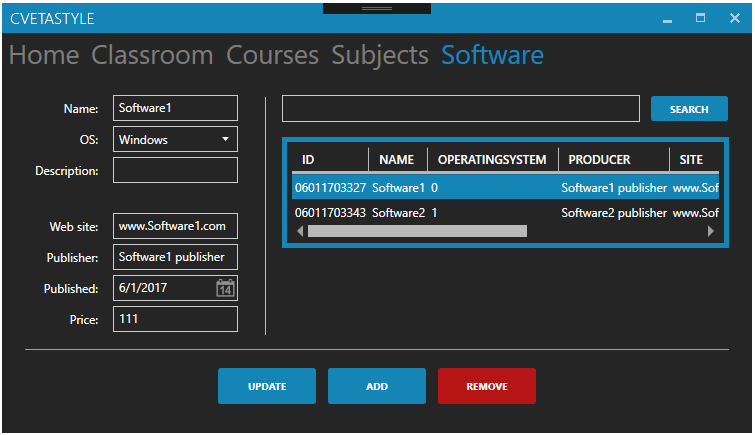 CVETASTYLE
Home Classroom Courses Subjects Software
Name: Software1
OS: Windows
Description:
Web site: www.Software1.com
Publisher: Software1 publisher
Published: 6/1/2017 14
Price: 111
SEARCH
ID NAME OPERATINGSYSTEM PRODUCER SITE
06011703327 Software1 0 Software1 publisher www.Sof
06011703343 Software2 1 Software2 publisher www.Sof
UPDATE ADD REMOVE